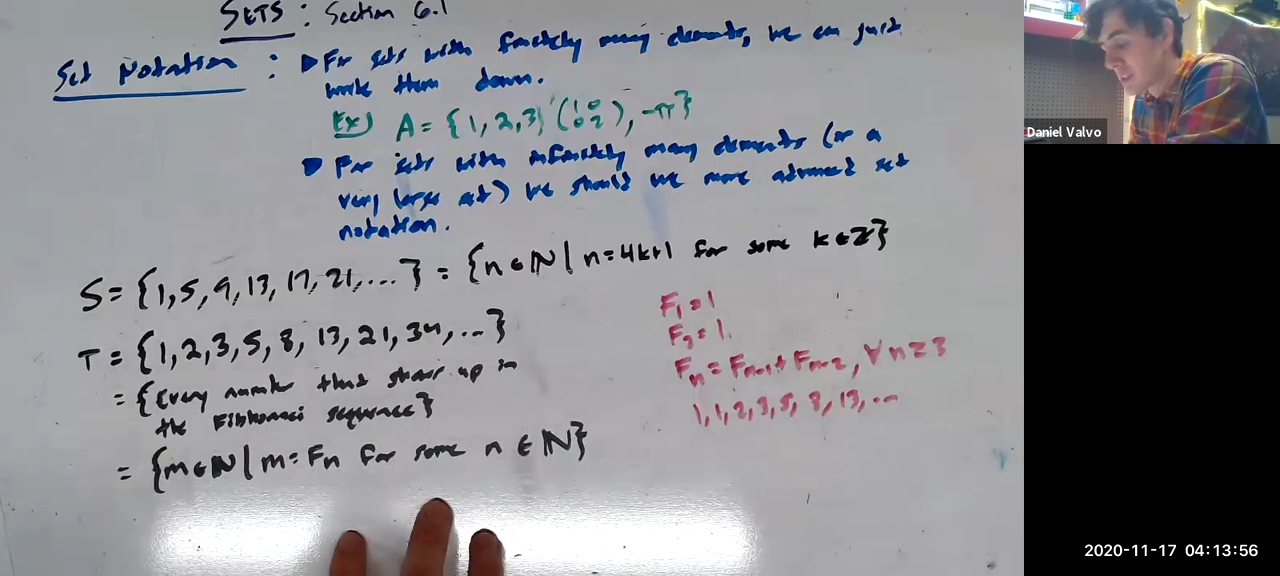 SETS : Section 6.1
Set Notation : ▷ For sets with finitely many elements, we can just
write them down.
(Ex) A = {1, 2, 3, (1 0 0 2), -π}
▷ For sets with infinitely many elements (or a
very large set) we should use more advanced set
notation.
S = {1, 5, 9, 13, 17, 21, ...} = {n ∈ ℕ | n = 4k+1 for some k ∈ ℤ}
T = {1, 2, 3, 5, 8, 13, 21, 34, ...}
= {Every number that shows up in
the Fibonacci sequence}
= {m ∈ ℕ | m = Fn for some n ∈ ℕ}
F₁ = 1
F₂ = 1.
Fn = Fn-1 + Fn-2, ∀ n ≥ 3
1, 1, 2, 3, 5, 8, 13, ...
Daniel Valvo
2020-11-17 04:13:56